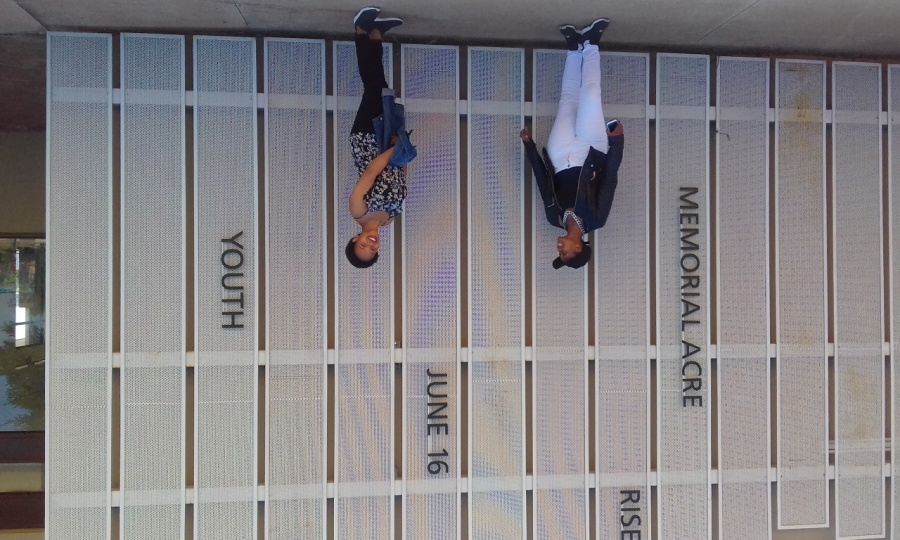 MEMORIAL ACRE
RISE
JUNE 16
YOUTH